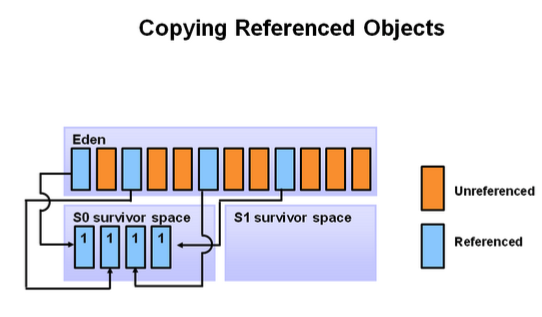 Copying Referenced Objects
Eden
S0 survivor space
S1 survivor space
1 1 1 1
Unreferenced
Referenced